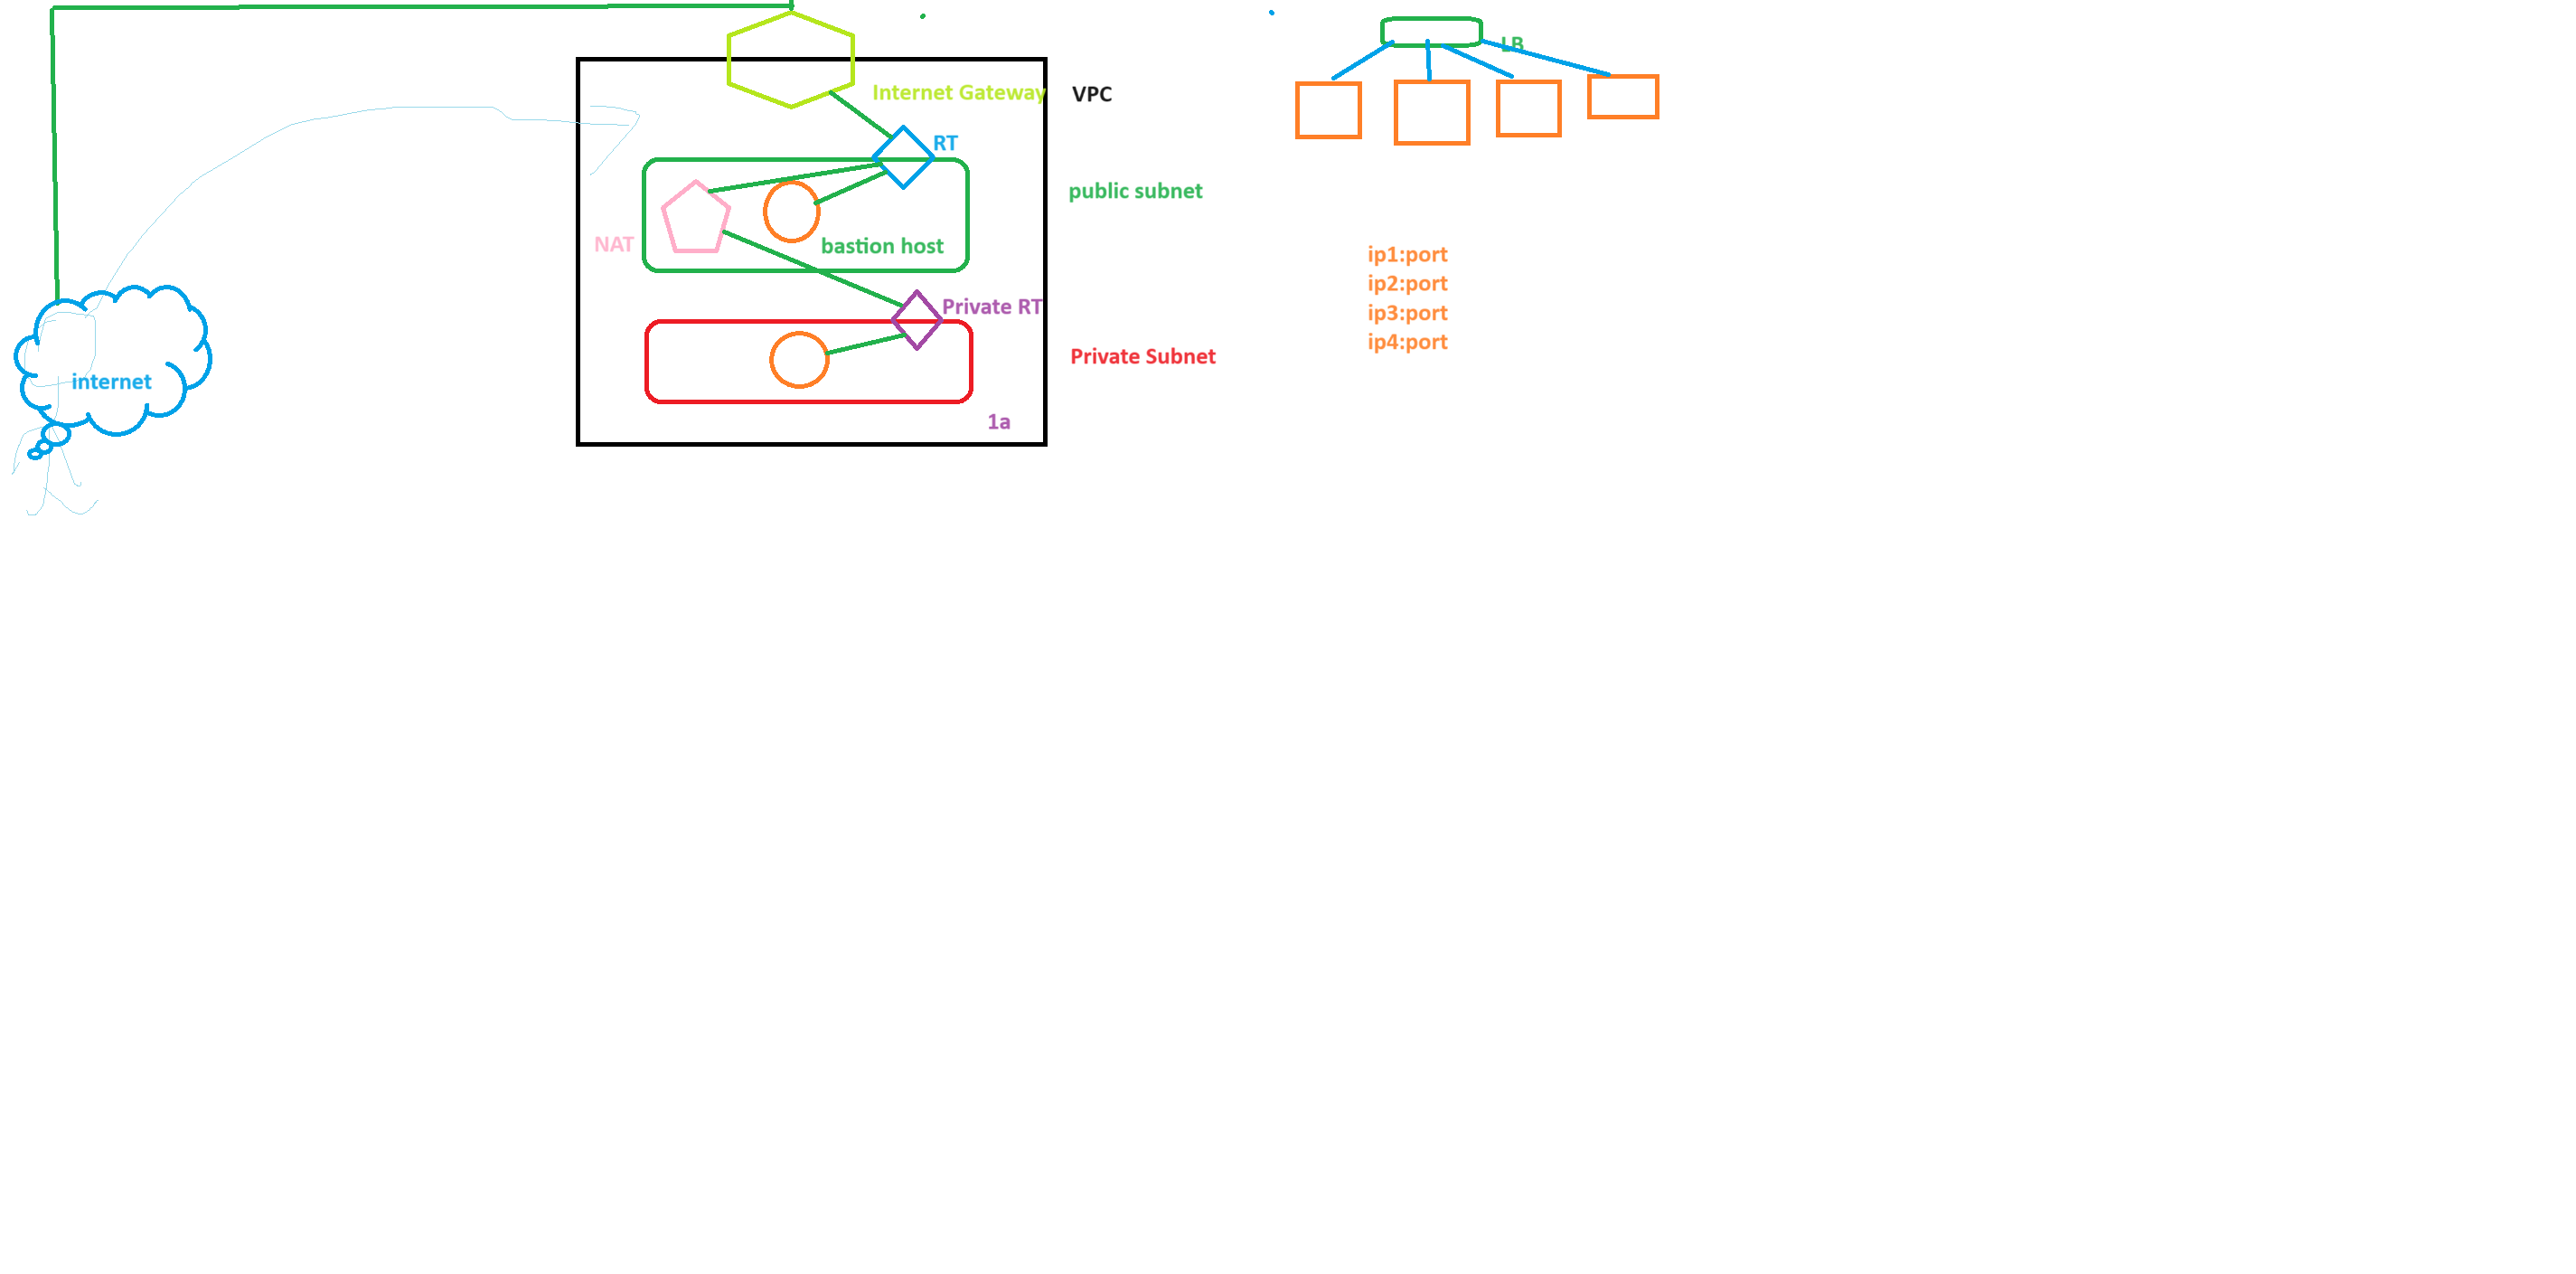 LB
Internet Gateway
VPC
RT
public subnet
NAT
bastion host
ip1:port
ip2:port
ip3:port
ip4:port
Private RT
Private Subnet
internet
1a